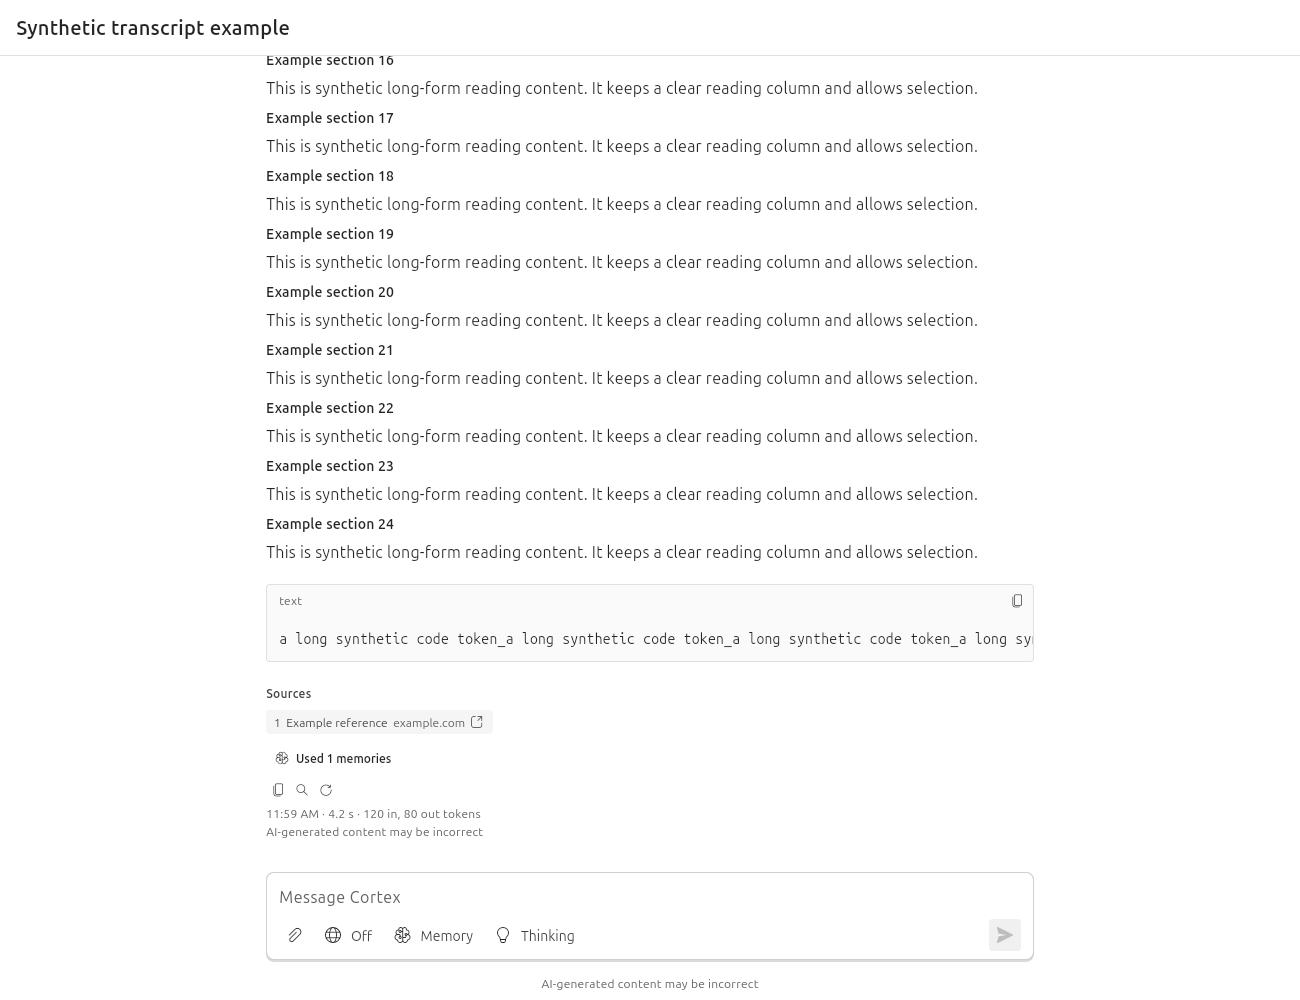 Synthetic transcript example
Example section 16
This is synthetic long-form reading content. It keeps a clear reading column and allows selection.
Example section 17
This is synthetic long-form reading content. It keeps a clear reading column and allows selection.
Example section 18
This is synthetic long-form reading content. It keeps a clear reading column and allows selection.
Example section 19
This is synthetic long-form reading content. It keeps a clear reading column and allows selection.
Example section 20
This is synthetic long-form reading content. It keeps a clear reading column and allows selection.
Example section 21
This is synthetic long-form reading content. It keeps a clear reading column and allows selection.
Example section 22
This is synthetic long-form reading content. It keeps a clear reading column and allows selection.
Example section 23
This is synthetic long-form reading content. It keeps a clear reading column and allows selection.
Example section 24
This is synthetic long-form reading content. It keeps a clear reading column and allows selection.
text
a long synthetic code token_a long synthetic code token_a long synthetic code token_a long sy
Sources
1 Example reference example.com
Used 1 memories
11:59 AM · 4.2 s · 120 in, 80 out tokens
AI-generated content may be incorrect
Message Cortex
Off Memory Thinking
AI-generated content may be incorrect